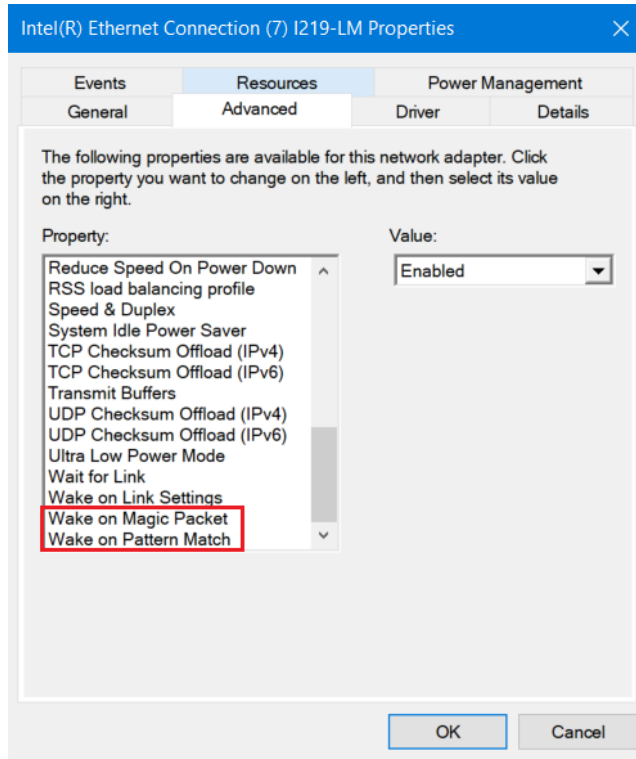 Intel(R) Ethernet Connection (7) I219-LM Properties
Events Resources Power Management
General Advanced Driver Details
The following properties are available for this network adapter. Click
the property you want to change on the left, and then select its value
on the right.
Property:
Value:
Reduce Speed On Power Down
Enabled
RSS load balancing profile
Speed & Duplex
System Idle Power Saver
TCP Checksum Offload (IPv4)
TCP Checksum Offload (IPv6)
Transmit Buffers
UDP Checksum Offload (IPv4)
UDP Checksum Offload (IPv6)
Ultra Low Power Mode
Wait for Link
Wake on Link Settings
Wake on Magic Packet
Wake on Pattern Match
OK Cancel